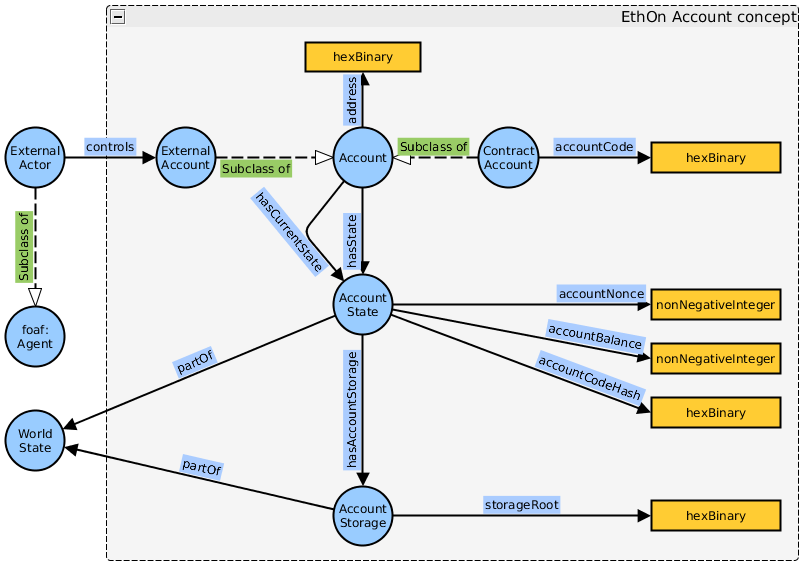 EthOn Account concept
hexBinary
address
External
Actor
controls
External
Account
Subclass of
Account
Subclass of
Contract
Account
accountCode
hexBinary
Subclass of
hasCurrentState
hasState
foaf:
Agent
Account
State
accountNonce
nonNegativeInteger
accountBalance
nonNegativeInteger
accountCodeHash
hexBinary
partOf
hasAccountStorage
World
State
partOf
Account
Storage
storageRoot
hexBinary